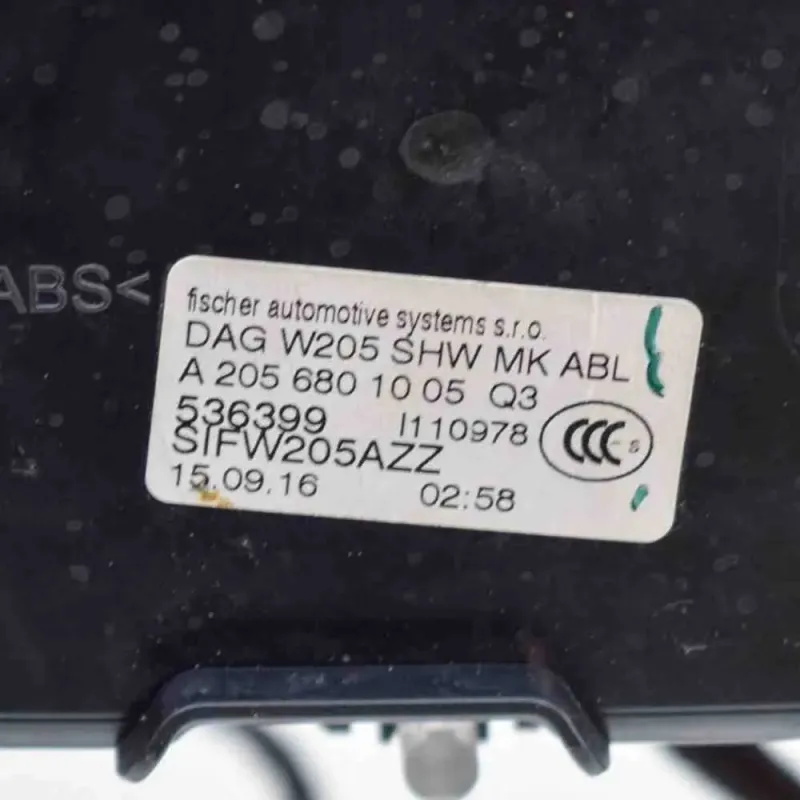 ABS<
fischer automotive systems s.r.o.
DAG W205 SHW MK ABL
A 205 680 10 05 Q3
536399 I110978
CCC S
SIFW205AZZ
15.09.16 02:58